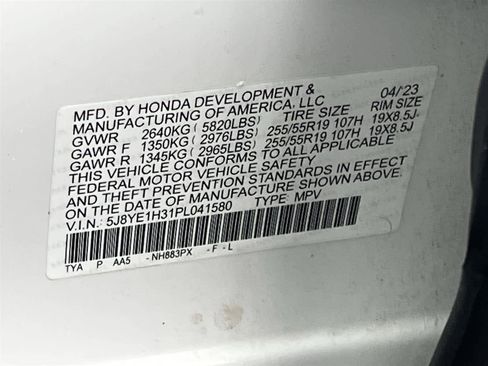 MFD. BY HONDA DEVELOPMENT & 04/'23
MANUFACTURING OF AMERICA, LLC
TIRE SIZE RIM SIZE
GVWR 2640KG ( 5820LBS)
GAWR F 1350KG ( 2976LBS) 255/55R19 107H 19X8.5J
GAWR R 1345KG ( 2965LBS) 255/55R19 107H 19X8.5J
THIS VEHICLE CONFORMS TO ALL APPLICABLE
FEDERAL MOTOR VEHICLE SAFETY
AND THEFT PREVENTION STANDARDS IN EFFECT
ON THE DATE OF MANUFACTURE SHOWN ABOVE.
V.I.N.: 5J8YE1H31PL041580 TYPE: MPV
TYA P AA5 -NH883PX -F-L